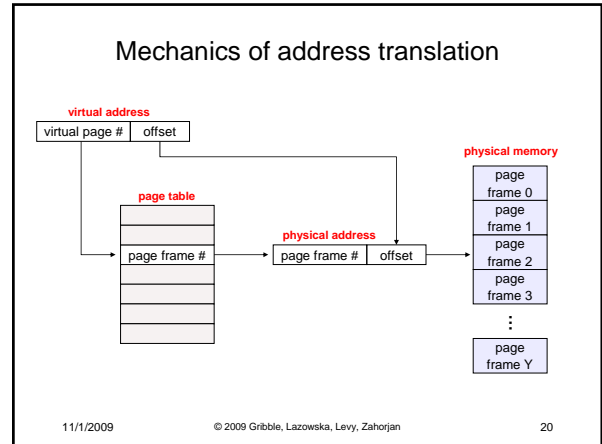 Mechanics of address translation
virtual address
virtual page # offset
physical memory
page
frame 0
page table
page
frame 1
physical address
page frame #
page frame # offset
page
frame 2
page
frame 3
⋮
page
frame Y
11/1/2009 © 2009 Gribble, Lazowska, Levy, Zahorjan 20